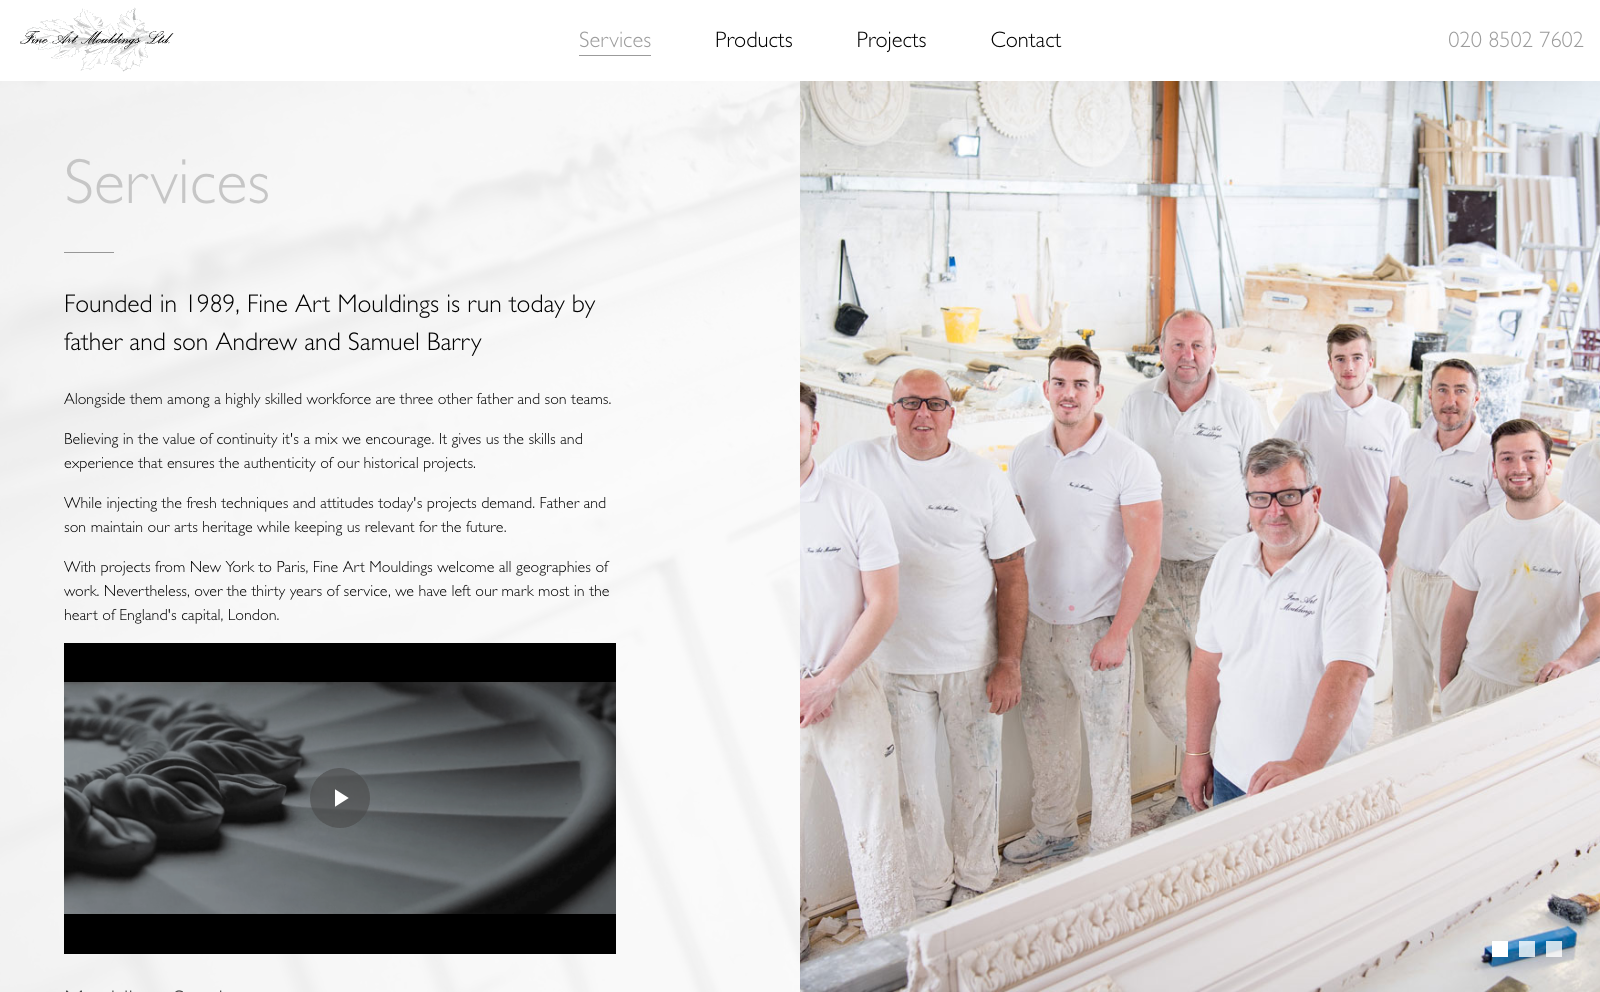 Fine Art Mouldings Ltd.
Services
Products
Projects
Contact
020 8502 7602
Services
Founded in 1989, Fine Art Mouldings is run today by
father and son Andrew and Samuel Barry
Alongside them among a highly skilled workforce are three other father and son teams.
Believing in the value of continuity it's a mix we encourage. It gives us the skills and
experience that ensures the authenticity of our historical projects.
While injecting the fresh techniques and attitudes today's projects demand. Father and
son maintain our arts heritage while keeping us relevant for the future.
With projects from New York to Paris, Fine Art Mouldings welcome all geographies of
work. Nevertheless, over the thirty years of service, we have left our mark most in the
heart of England's capital, London.
Fine Art
Mouldings
Fine Art
Mouldings